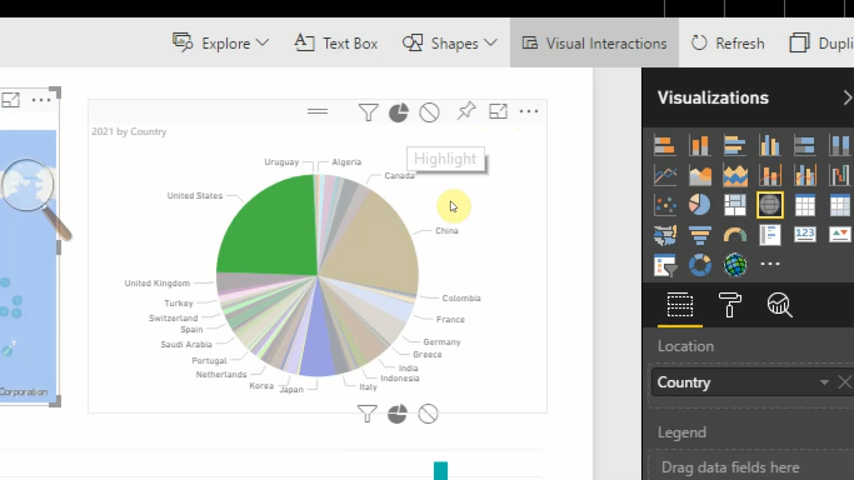 Explore Text Box Shapes Visual Interactions Refresh Dupli
Visualizations
2021 by Country
Highlight
Uruguay Algeria
Canada
United States
China
United Kingdom
Colombia
Turkey
France
Switzerland
Spain
Germany
Saudi Arabia
Greece
Portugal
India
Netherlands
Indonesia
Korea Japan Italy
Corporation
123
Location
Country
Legend
Drag data fields here